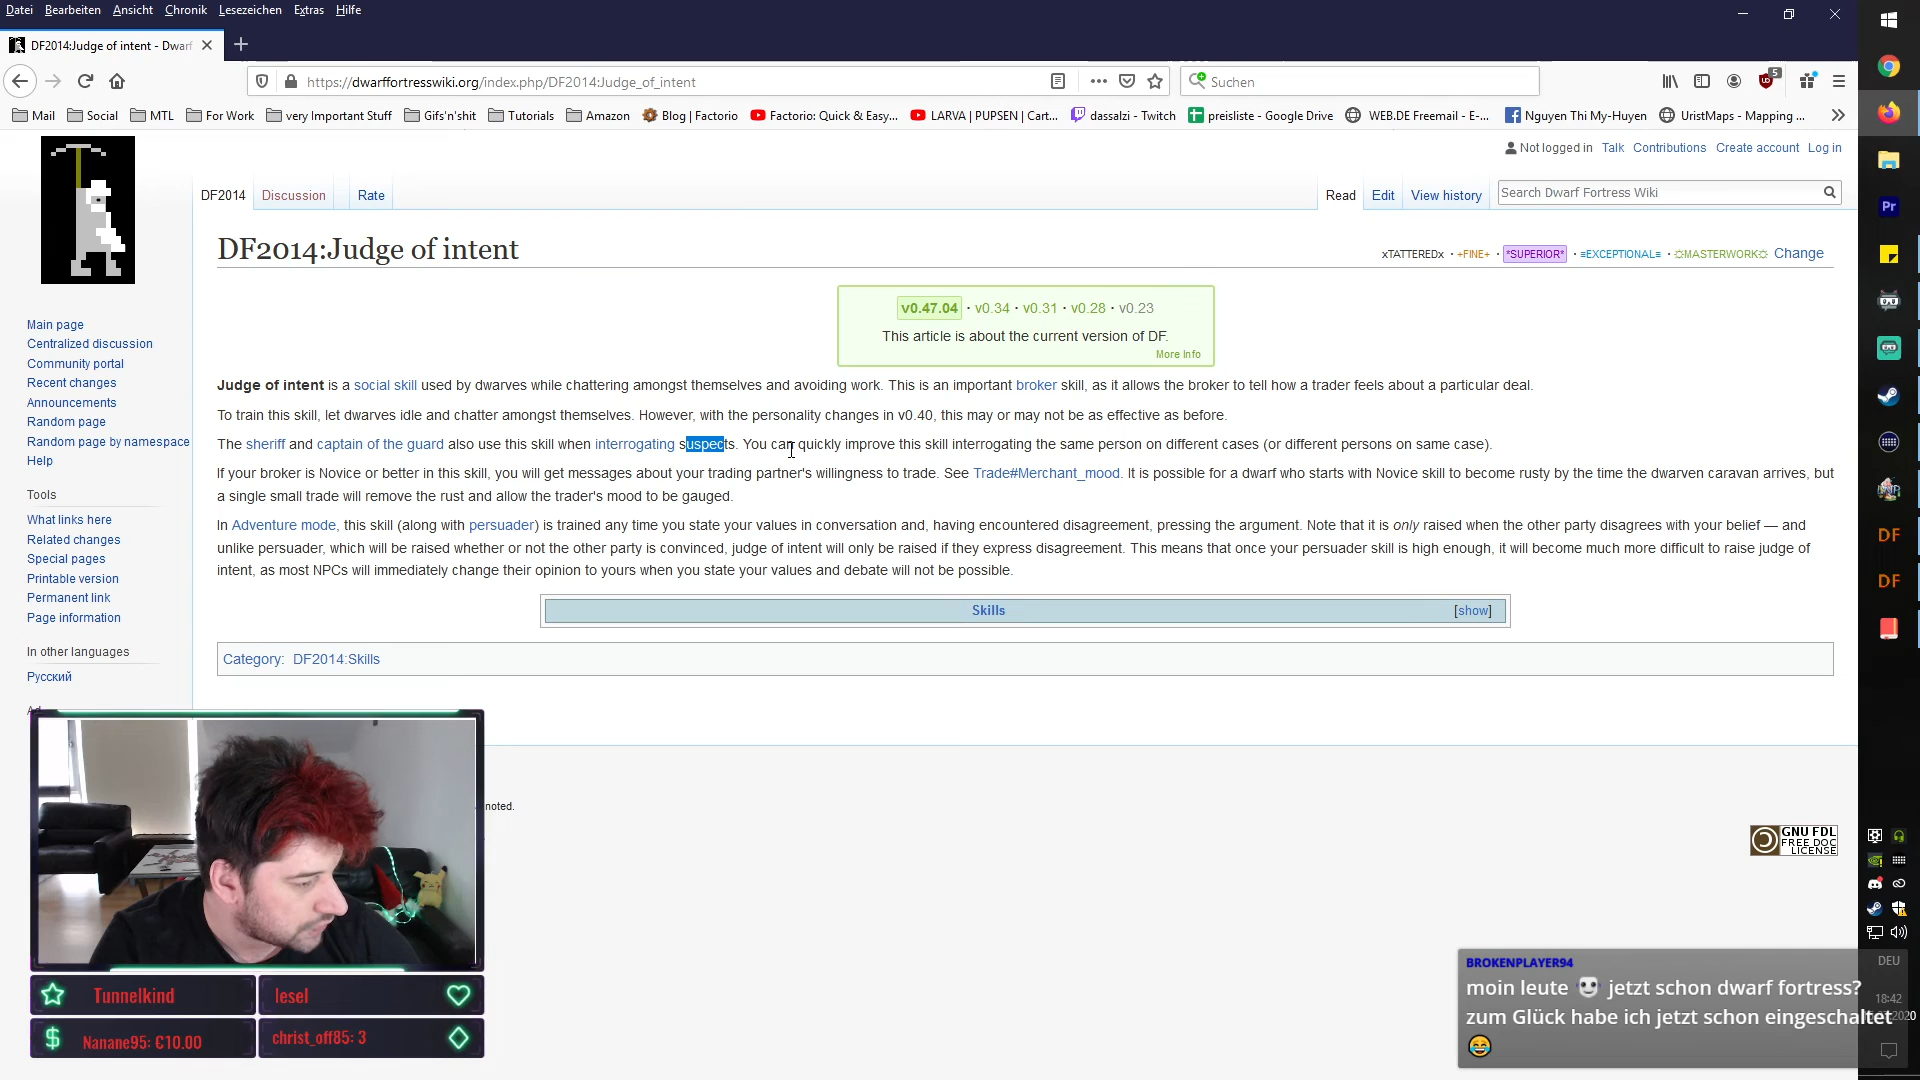 Datei Bearbeiten Ansicht Chronik Lesezeichen Extras Hilfe
DF2014:Judge of intent - Dwarf
https://dwarffortresswiki.org/index.php/DF2014:Judge_of_intent
Suchen
5
Mail Social MTL For Work very Important Stuff Gifs'n'shit Tutorials Amazon Blog | Factorio Factorio: Quick & Easy... LARVA | PUPSEN | Cart... dassalzi - Twitch preisliste - Google Drive WEB.DE Freemail - E-... Nguyen Thi My-Huyen UristMaps - Mapping ...
Not logged in Talk Contributions Create account Log in
DF2014 Discussion Rate Read Edit View history Search Dwarf Fortress Wiki
DF2014:Judge of intent
xTATTEREDx · +FINE+ · *SUPERIOR* · ≡EXCEPTIONAL≡ · ☼MASTERWORK☼ Change
v0.47.04 · v0.34 · v0.31 · v0.28 · v0.23
This article is about the current version of DF.
More Info
Judge of intent is a social skill used by dwarves while chattering amongst themselves and avoiding work. This is an important broker skill, as it allows the broker to tell how a trader feels about a particular deal.
To train this skill, let dwarves idle and chatter amongst themselves. However, with the personality changes in v0.40, this may or may not be as effective as before.
The sheriff and captain of the guard also use this skill when interrogating suspects. You can quickly improve this skill interrogating the same person on different cases (or different persons on same case).
If your broker is Novice or better in this skill, you will get messages about your trading partner's willingness to trade. See Trade#Merchant_mood. It is possible for a dwarf who starts with Novice skill to become rusty by the time the dwarven caravan arrives, but
a single small trade will remove the rust and allow the trader's mood to be gauged.
In Adventure mode, this skill (along with persuader) is trained any time you state your values in conversation and, having encountered disagreement, pressing the argument. Note that it is only raised when the other party disagrees with your belief — and
unlike persuader, which will be raised whether or not the other party is convinced, judge of intent will only be raised if they express disagreement. This means that once your persuader skill is high enough, it will become much more difficult to raise judge of
intent, as most NPCs will immediately change their opinion to yours when you state your values and debate will not be possible.
Skills [show]
Category: DF2014:Skills
Main page
Centralized discussion
Community portal
Recent changes
Announcements
Random page
Random page by namespace
Help
Tools
What links here
Related changes
Special pages
Printable version
Permanent link
Page information
In other languages
Русский
Ad
noted.
GNU FDL
FREE DOC
LICENSE
Tunnelkind
lesel
Nanane95: €10.00
christ_off85: 3
BROKENPLAYER94
moin leute jetzt schon dwarf fortress?
zum Glück habe ich jetzt schon eingeschaltet
😂
Pr
DF
DF
DEU
18:42
2020